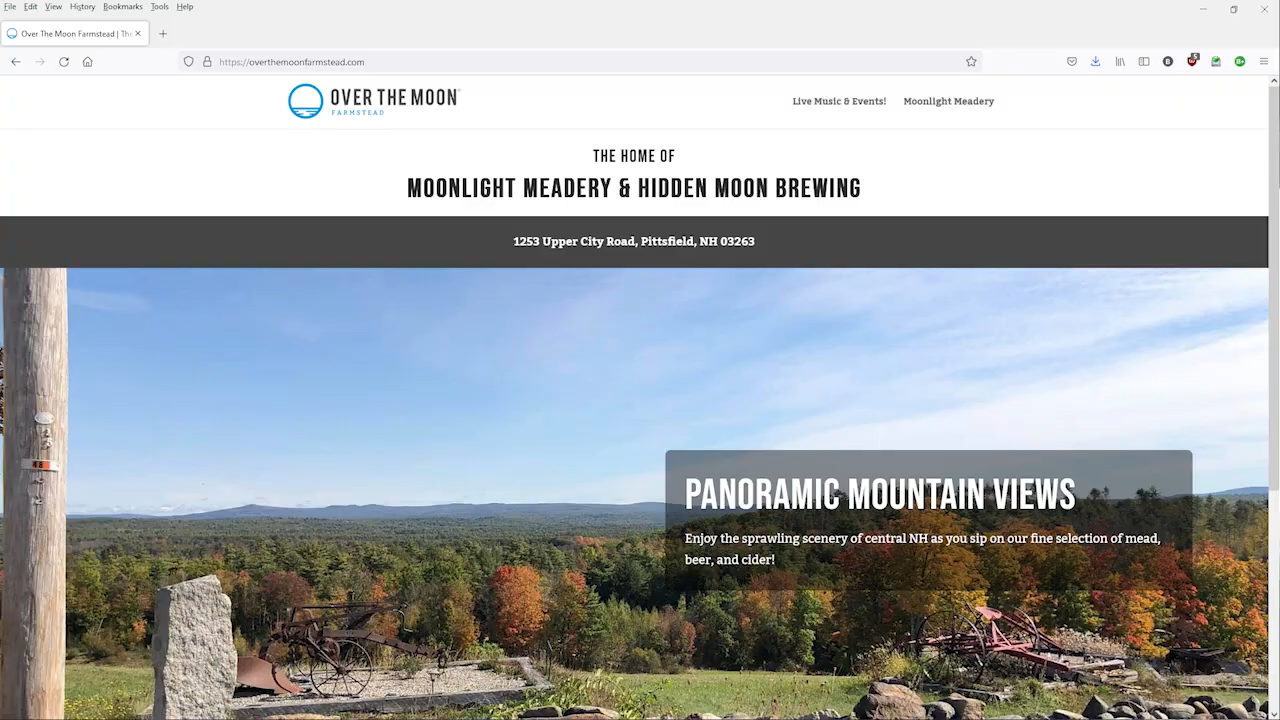 File Edit View History Bookmarks Tools Help
Over The Moon Farmstead | Th
https://overthemoonfarmstead.com
OVER THE MOON
FARMSTEAD
Live Music & Events! Moonlight Meadery
THE HOME OF
MOONLIGHT MEADERY & HIDDEN MOON BREWING
1253 Upper City Road, Pittsfield, NH 03263
PANORAMIC MOUNTAIN VIEWS
Enjoy the sprawling scenery of central NH as you sip on our fine selection of mead,
beer, and cider!